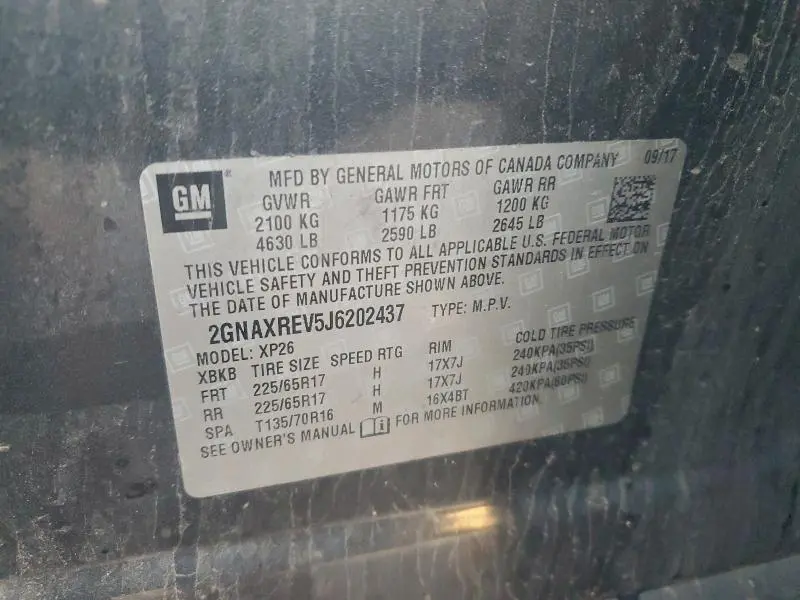 GM
MFD BY GENERAL MOTORS OF CANADA COMPANY 09/17
GVWR GAWR FRT GAWR RR
2100 KG 1175 KG 1200 KG
4630 LB 2590 LB 2645 LB
THIS VEHICLE CONFORMS TO ALL APPLICABLE U.S. FEDERAL MOTOR
VEHICLE SAFETY AND THEFT PREVENTION STANDARDS IN EFFECT ON
THE DATE OF MANUFACTURE SHOWN ABOVE.
2GNAXREV5J6202437 TYPE: M.P.V.
MODEL: XP26
XBKB TIRE SIZE SPEED RTG RIM COLD TIRE PRESSURE
FRT 225/65R17 H 17X7J 240KPA(35PSI)
RR 225/65R17 H 17X7J 240KPA(35PSI)
SPA T135/70R16 M 16X4BT 420KPA(60PSI)
SEE OWNER'S MANUAL FOR MORE INFORMATION